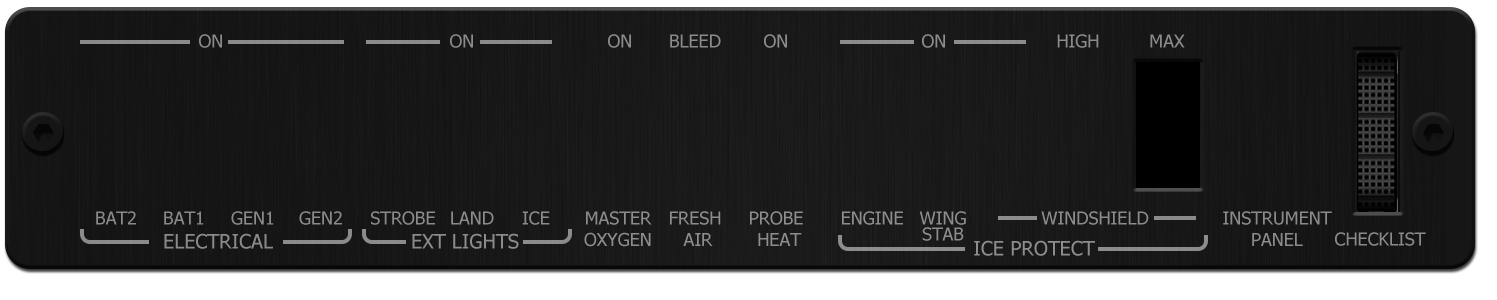 ON ON ON BLEED ON ON HIGH MAX
BAT2 BAT1 GEN1 GEN2 STROBE LAND ICE MASTER FRESH PROBE ENGINE WING WINDSHIELD INSTRUMENT
ELECTRICAL EXT LIGHTS OXYGEN AIR HEAT STAB PANEL CHECKLIST
ICE PROTECT